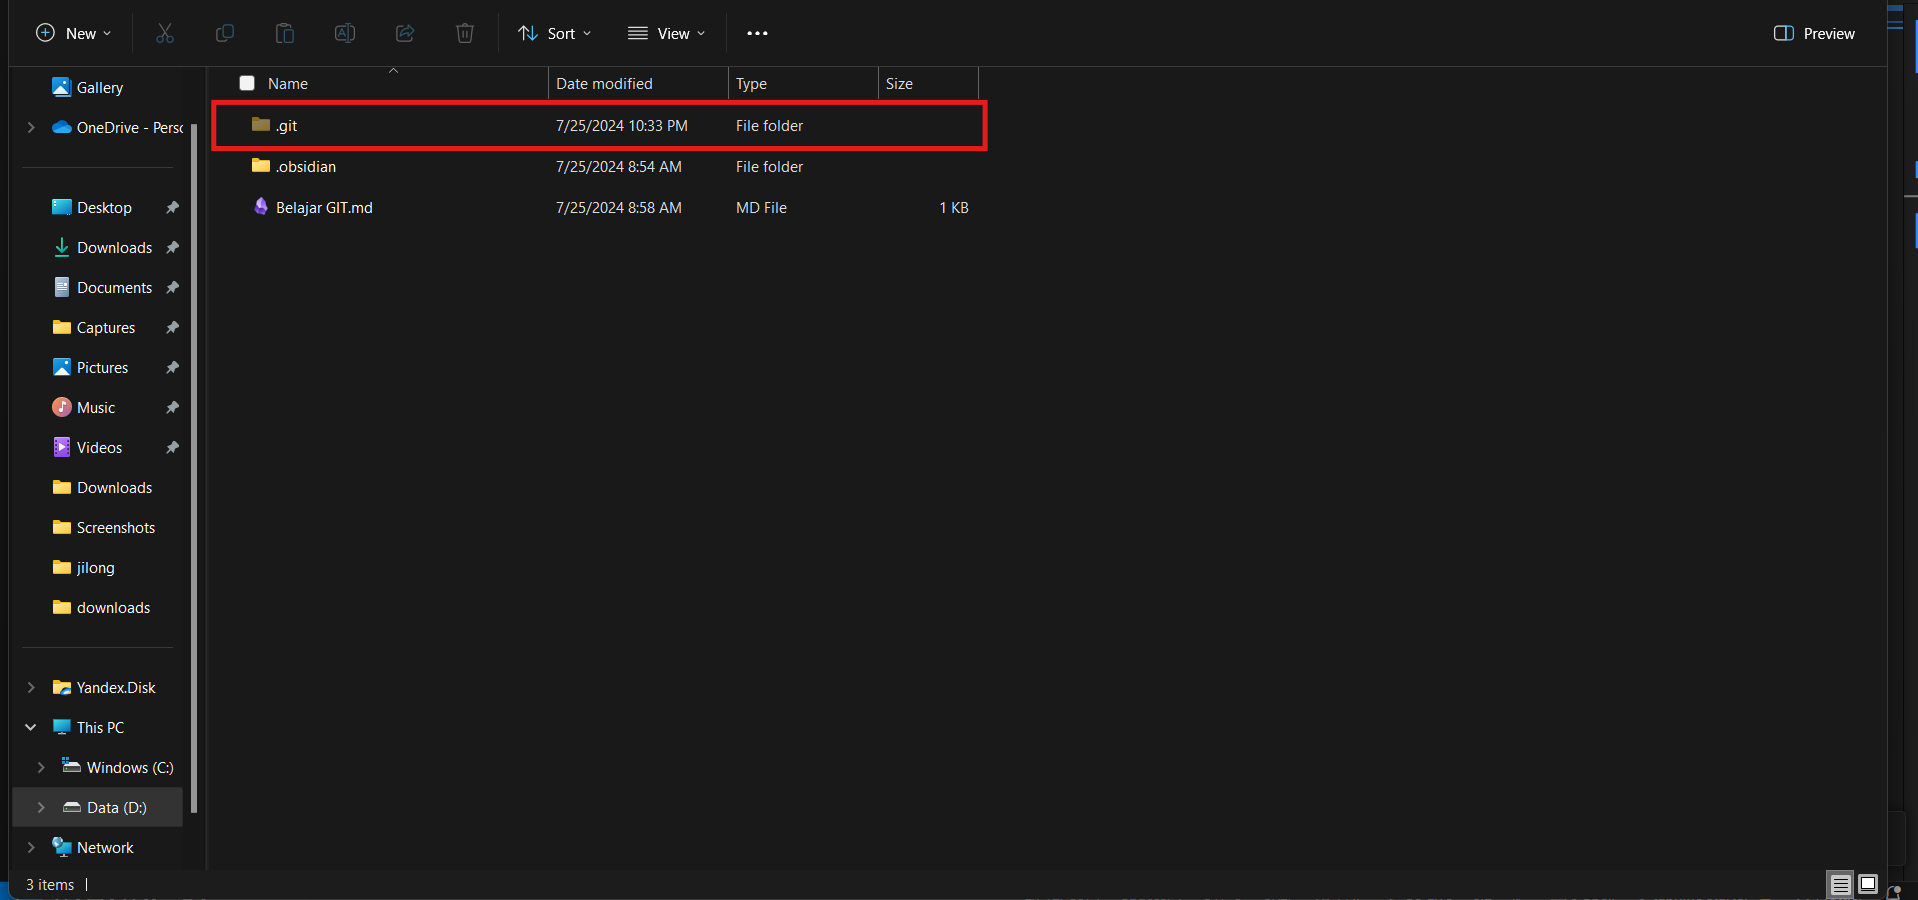 New
Sort
View
Preview
Gallery
OneDrive - Persc
Desktop
Downloads
Documents
Captures
Pictures
Music
Videos
Downloads
Screenshots
jilong
downloads
Yandex.Disk
This PC
Windows (C:)
Data (D:)
Network
Name Date modified Type Size
.git 7/25/2024 10:33 PM File folder
.obsidian 7/25/2024 8:54 AM File folder
Belajar GIT.md 7/25/2024 8:58 AM MD File 1 KB
3 items